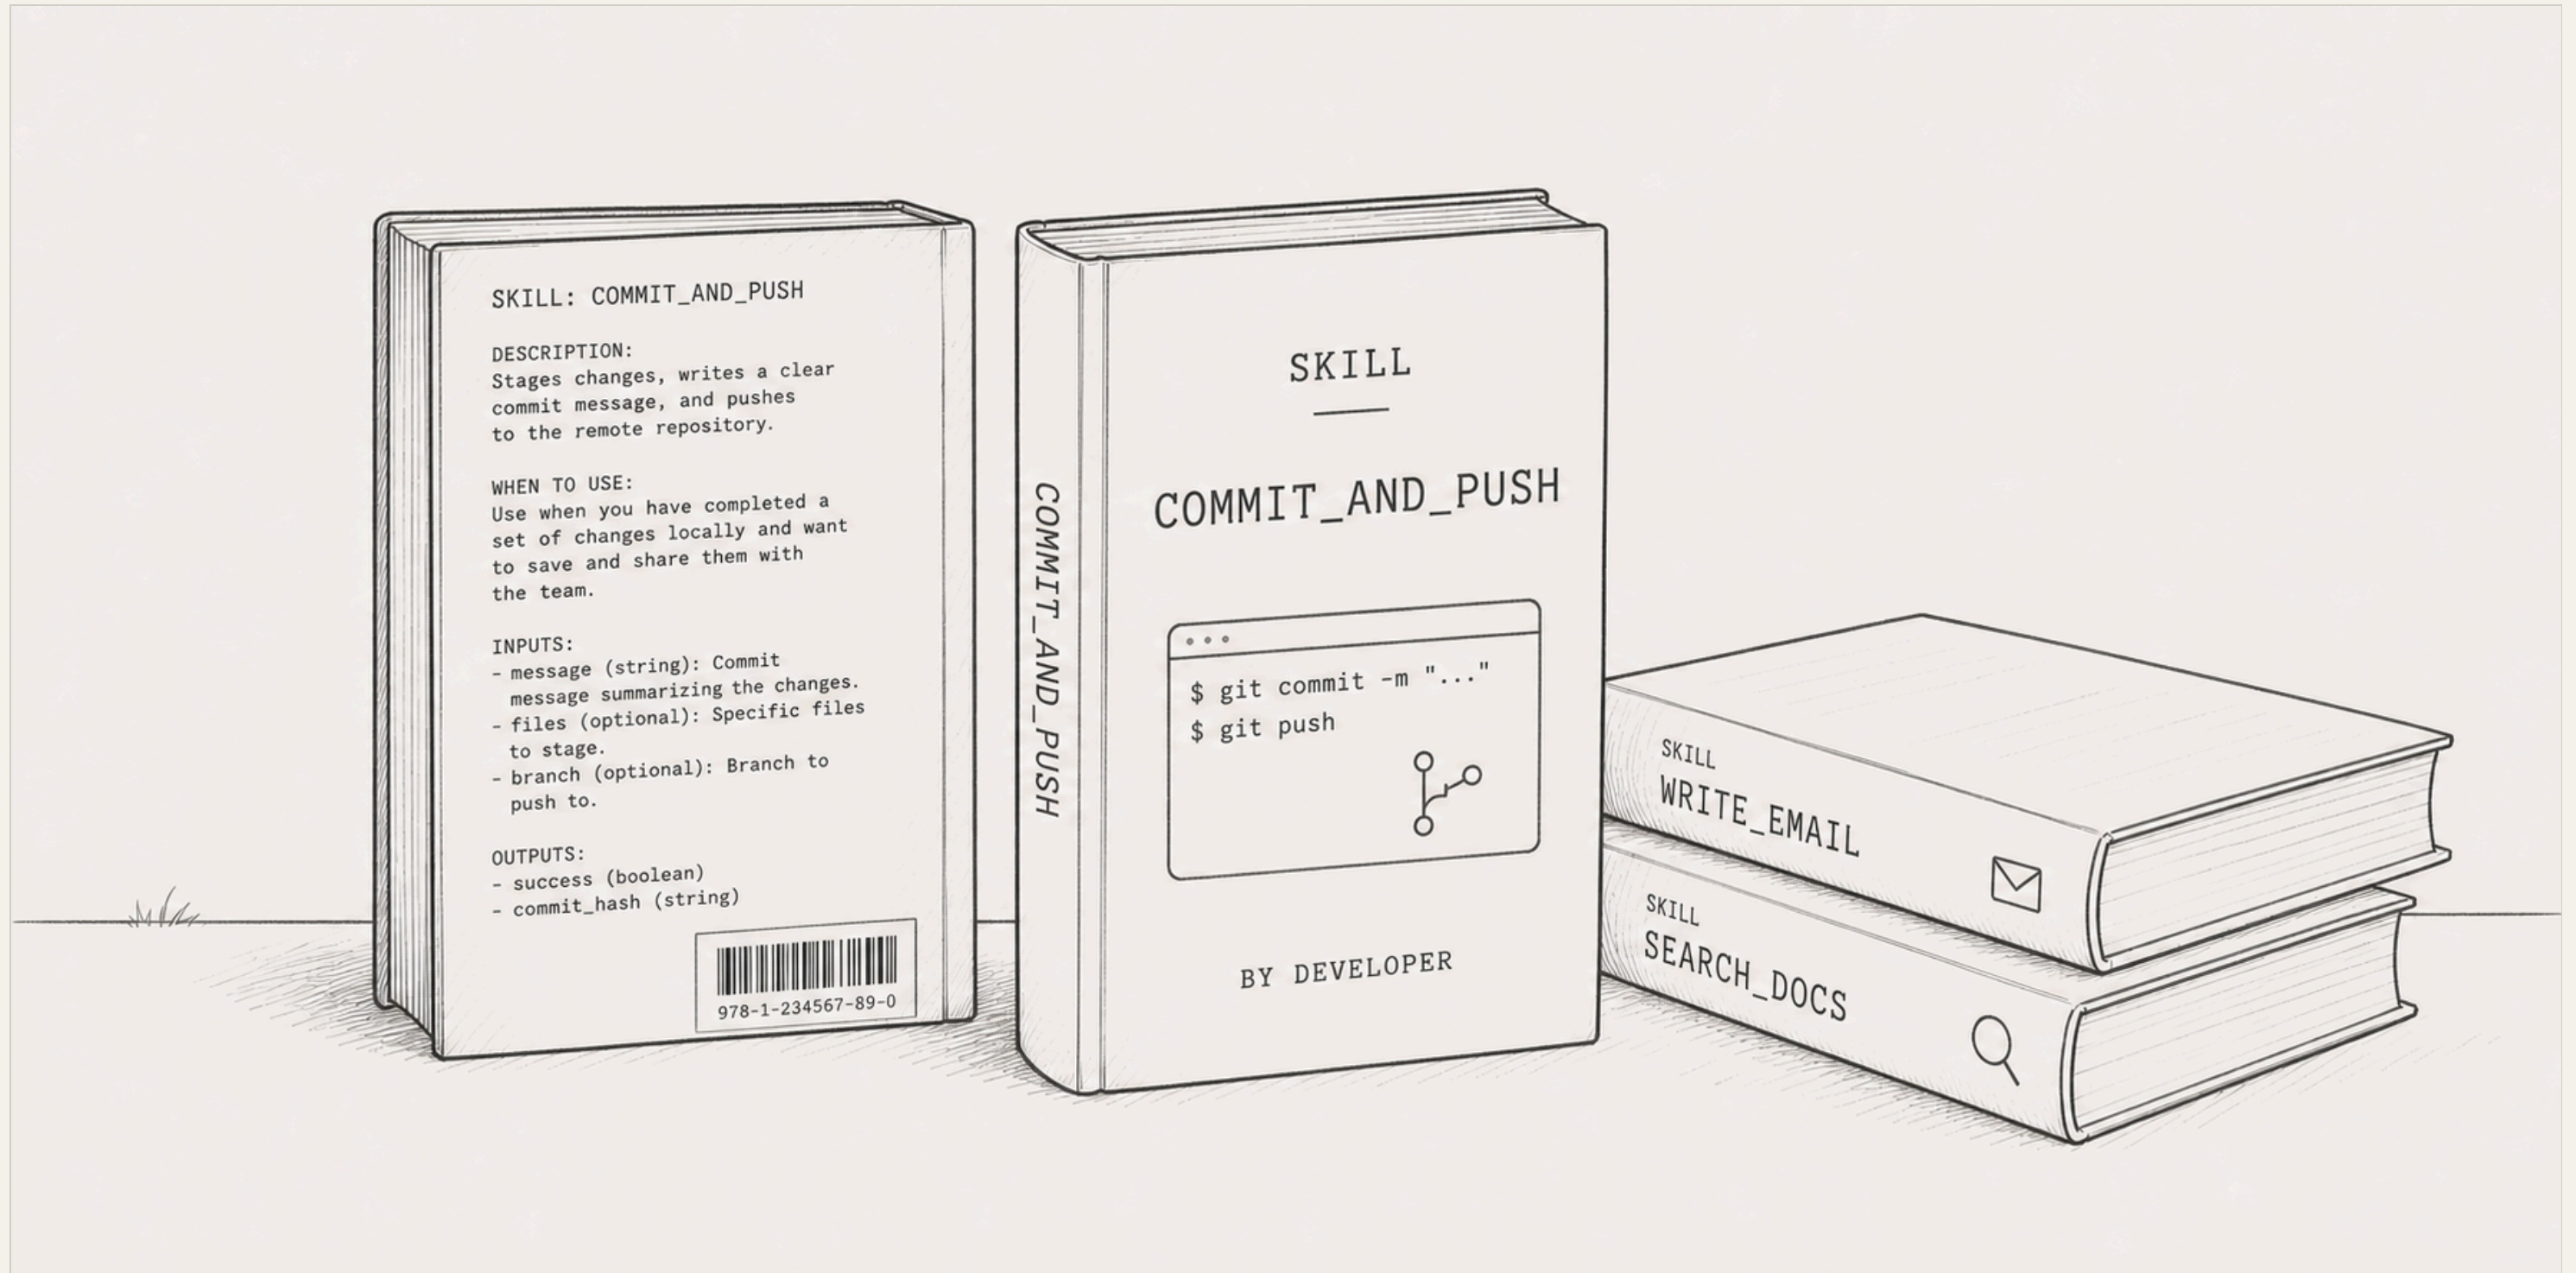 SKILL: COMMIT_AND_PUSH
DESCRIPTION:
Stages changes, writes a clear
commit message, and pushes
to the remote repository.
WHEN TO USE:
Use when you have completed a
set of changes locally and want
to save and share them with
the team.
INPUTS:
- message (string): Commit
message summarizing the changes.
- files (optional): Specific files
to stage.
- branch (optional): Branch to
push to.
OUTPUTS:
- success (boolean)
- commit_hash (string)
978-1-234567-89-0
COMMIT_AND_PUSH
SKILL
COMMIT_AND_PUSH
$ git commit -m "..."
$ git push
BY DEVELOPER
SKILL
WRITE_EMAIL
SKILL
SEARCH_DOCS